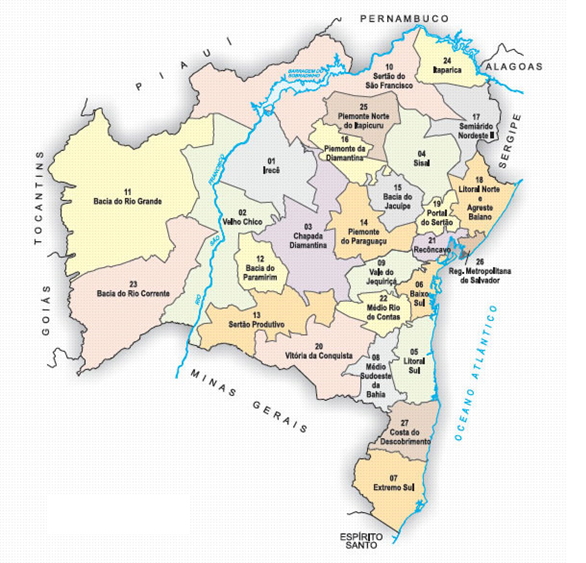 PERNAMBUCO
PIAUÍ
ALAGOAS
SERGIPE
TOCANTINS
GOIÁS
MINAS GERAIS
ESPÍRITO
SANTO
OCEANO ATLÂNTICO
BARRAGEM DE
SOBRADINHO
RIO
SÃO
FRANCISCO
24
Itaparica
10
Sertão do
São Francisco
25
Piemonte Norte
do Itapicuru
17
Semiárido
Nordeste II
16
Piemonte da
Diamantina
04
Sisal
01
Irecê
11
Bacia do Rio Grande
15
Bacia do
Jacuípe
18
Litoral Norte
e
Agreste
Baiano
02
Velho Chico
03
Chapada
Diamantina
14
Piemonte
do Paraguaçu
19
Portal
do Sertão
21
Recôncavo
26
Reg. Metropolitana
de Salvador
12
Bacia do
Paramirim
09
Vale do
Jequiriçá
23
Bacia do Rio Corrente
06
Baixo
Sul
22
Médio Rio
de Contas
13
Sertão Produtivo
20
Vitória da Conquista
08
Médio
Sudoeste
da
Bahia
05
Litoral
Sul
27
Costa do
Descobrimento
07
Extremo Sul